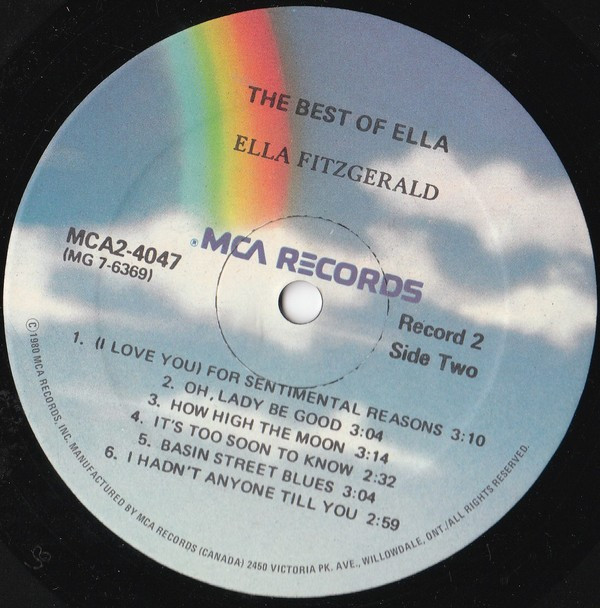 THE BEST OF ELLA
ELLA FITZGERALD
MCA2-4047
(MG 7-6369)
® MCA RECORDS
Record 2
Side Two
1. (I LOVE YOU) FOR SENTIMENTAL REASONS 3:10
2. OH, LADY BE GOOD 3:04
3. HOW HIGH THE MOON 3:14
4. IT'S TOO SOON TO KNOW 2:32
5. BASIN STREET BLUES 3:04
6. I HADN'T ANYONE TILL YOU 2:59
©1980 MCA RECORDS, INC. MANUFACTURED BY MCA RECORDS (CANADA) 2450 VICTORIA PK. AVE., WILLOWDALE, ONT./ALL RIGHTS RESERVED.